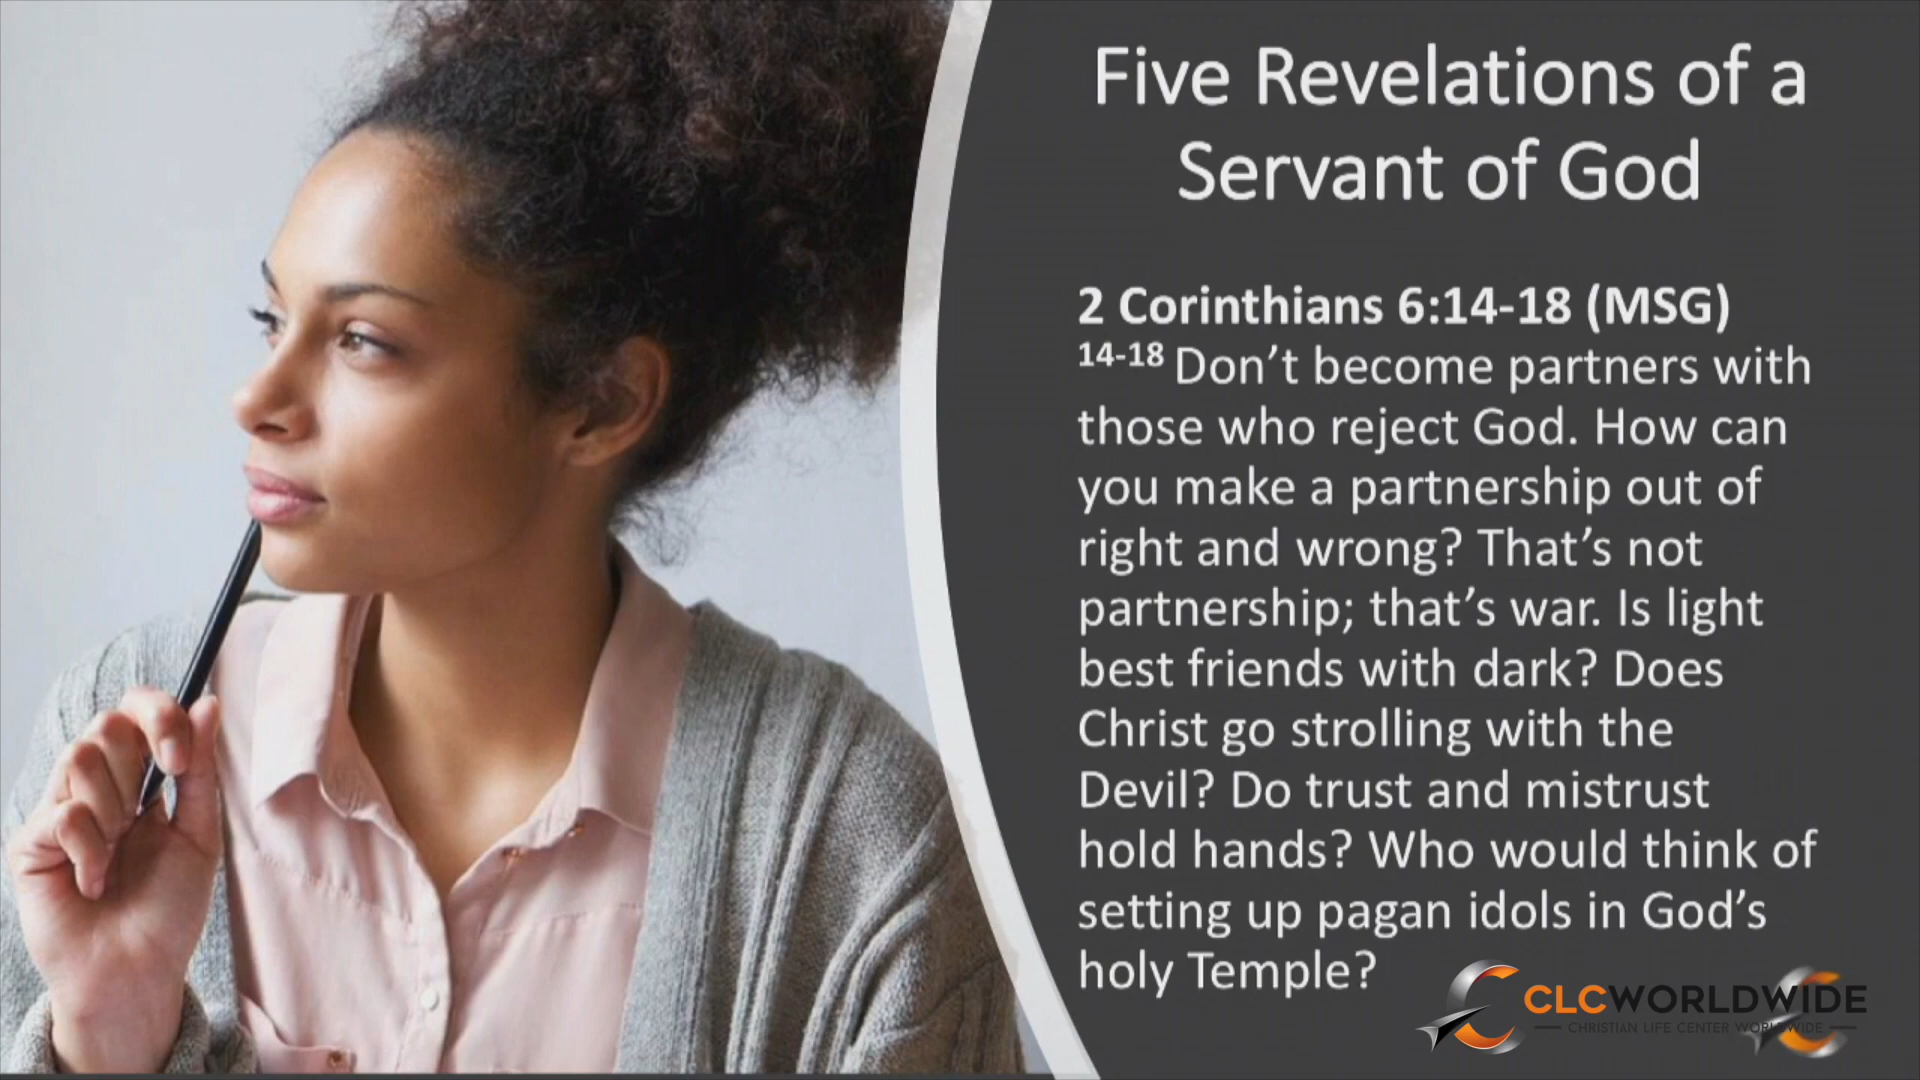 Five Revelations of a
Servant of God
2 Corinthians 6:14-18 (MSG)
14-18 Don’t become partners with
those who reject God. How can
you make a partnership out of
right and wrong? That’s not
partnership; that’s war. Is light
best friends with dark? Does
Christ go strolling with the
Devil? Do trust and mistrust
hold hands? Who would think of
setting up pagan idols in God’s
holy Temple?
CLCWORLDWIDE
CHRISTIAN LIFE CENTER WORLDWIDE